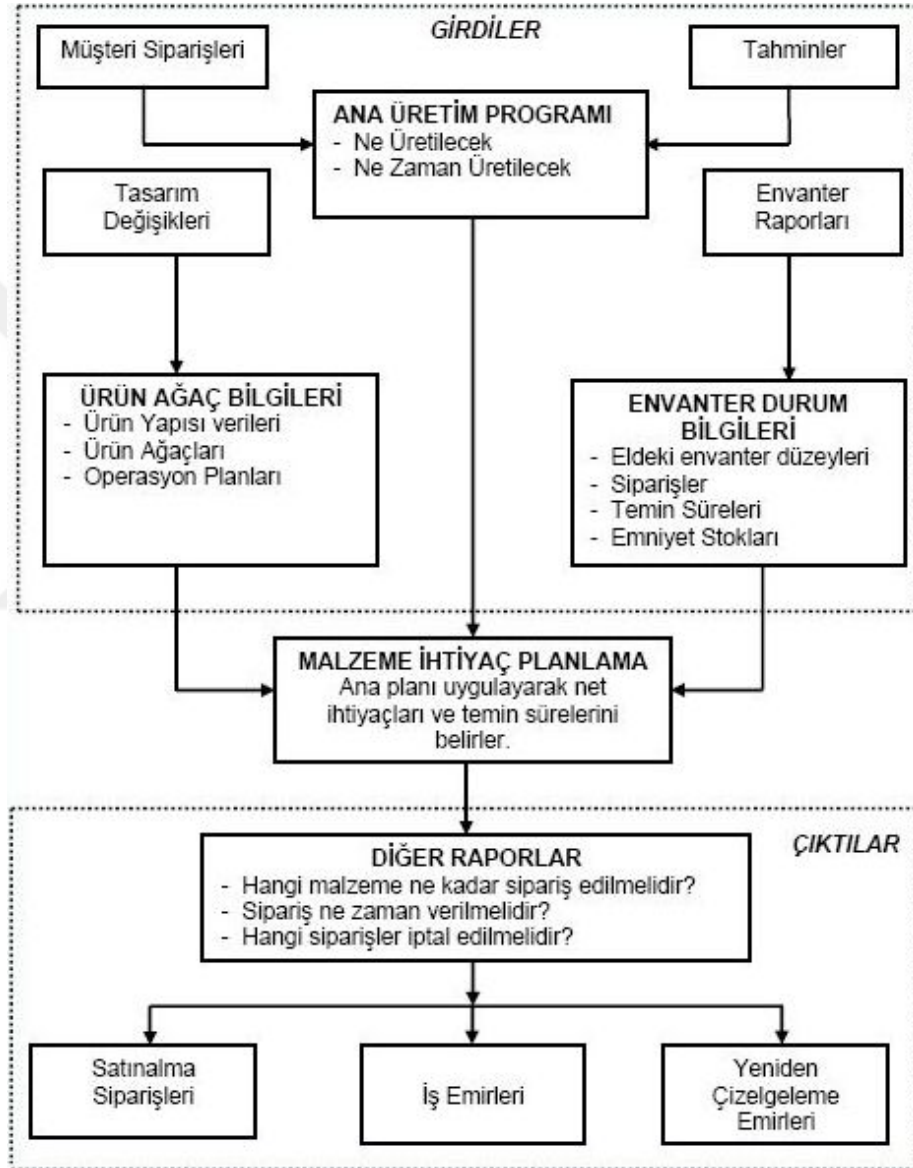 GİRDİLER
Müşteri Siparişleri
Tahminler
ANA ÜRETİM PROGRAMI
- Ne Üretilecek
- Ne Zaman Üretilecek
Tasarım
Değişikleri
Envanter
Raporları
ÜRÜN AĞAÇ BİLGİLERİ
- Ürün Yapısı verileri
- Ürün Ağaçları
- Operasyon Planları
ENVANTER DURUM
BİLGİLERİ
- Eldeki envanter düzeyleri
- Siparişler
- Temin Süreleri
- Emniyet Stokları
MALZEME İHTİYAÇ PLANLAMA
Ana planı uygulayarak net
ihtiyaçları ve temin sürelerini
belirler.
ÇIKTILAR
DİĞER RAPORLAR
- Hangi malzeme ne kadar sipariş edilmelidir?
- Sipariş ne zaman verilmelidir?
- Hangi siparişler iptal edilmelidir?
Satınalma
Siparişleri
İş Emirleri
Yeniden
Çizelgeleme
Emirleri